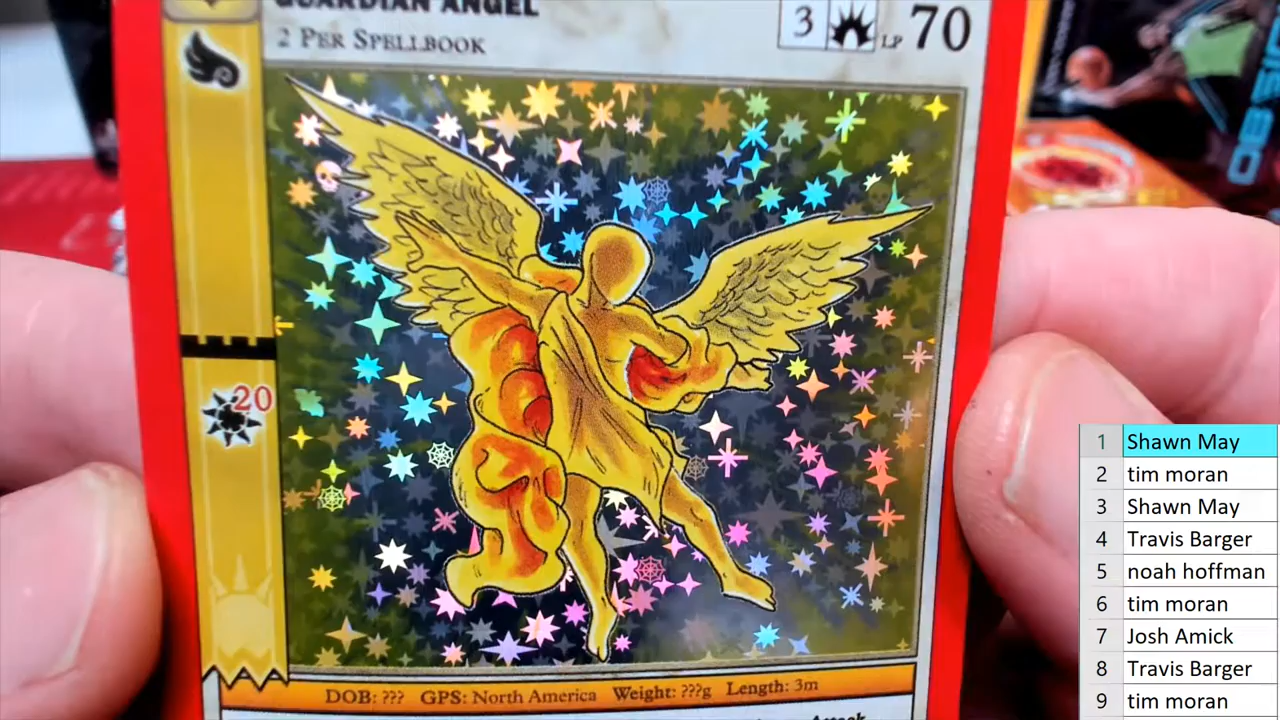 GUARDIAN ANGEL
2 PER SPELLBOOK
3
LP 70
20
DOB: ??? GPS: North America Weight: ???g Length: 3m
Attack
1 Shawn May
2 tim moran
3 Shawn May
4 Travis Barger
5 noah hoffman
6 tim moran
7 Josh Amick
8 Travis Barger
9 tim moran